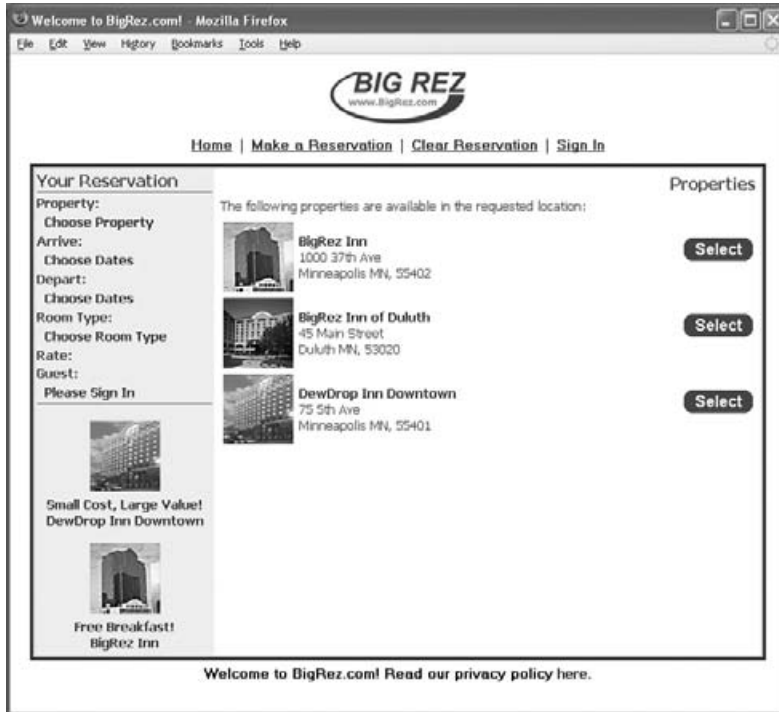 Welcome to BigRez.com! - Mozilla Firefox
File Edit View History Bookmarks Tools Help
BIG REZ
www.BigRez.com
Home | Make a Reservation | Clear Reservation | Sign In
Your Reservation
Property:
Choose Property
Arrive:
Choose Dates
Depart:
Choose Dates
Room Type:
Choose Room Type
Rate:
Guest:
Please Sign In
Small Cost, Large Value!
DewDrop Inn Downtown
Free Breakfast!
BigRez Inn
Properties
The following properties are available in the requested location:
BigRez Inn
1000 37th Ave
Minneapolis MN, 55402
Select
BigRez Inn of Duluth
45 Main Street
Duluth MN, 53020
Select
DewDrop Inn Downtown
75 5th Ave
Minneapolis MN, 55401
Select
Welcome to BigRez.com! Read our privacy policy here.